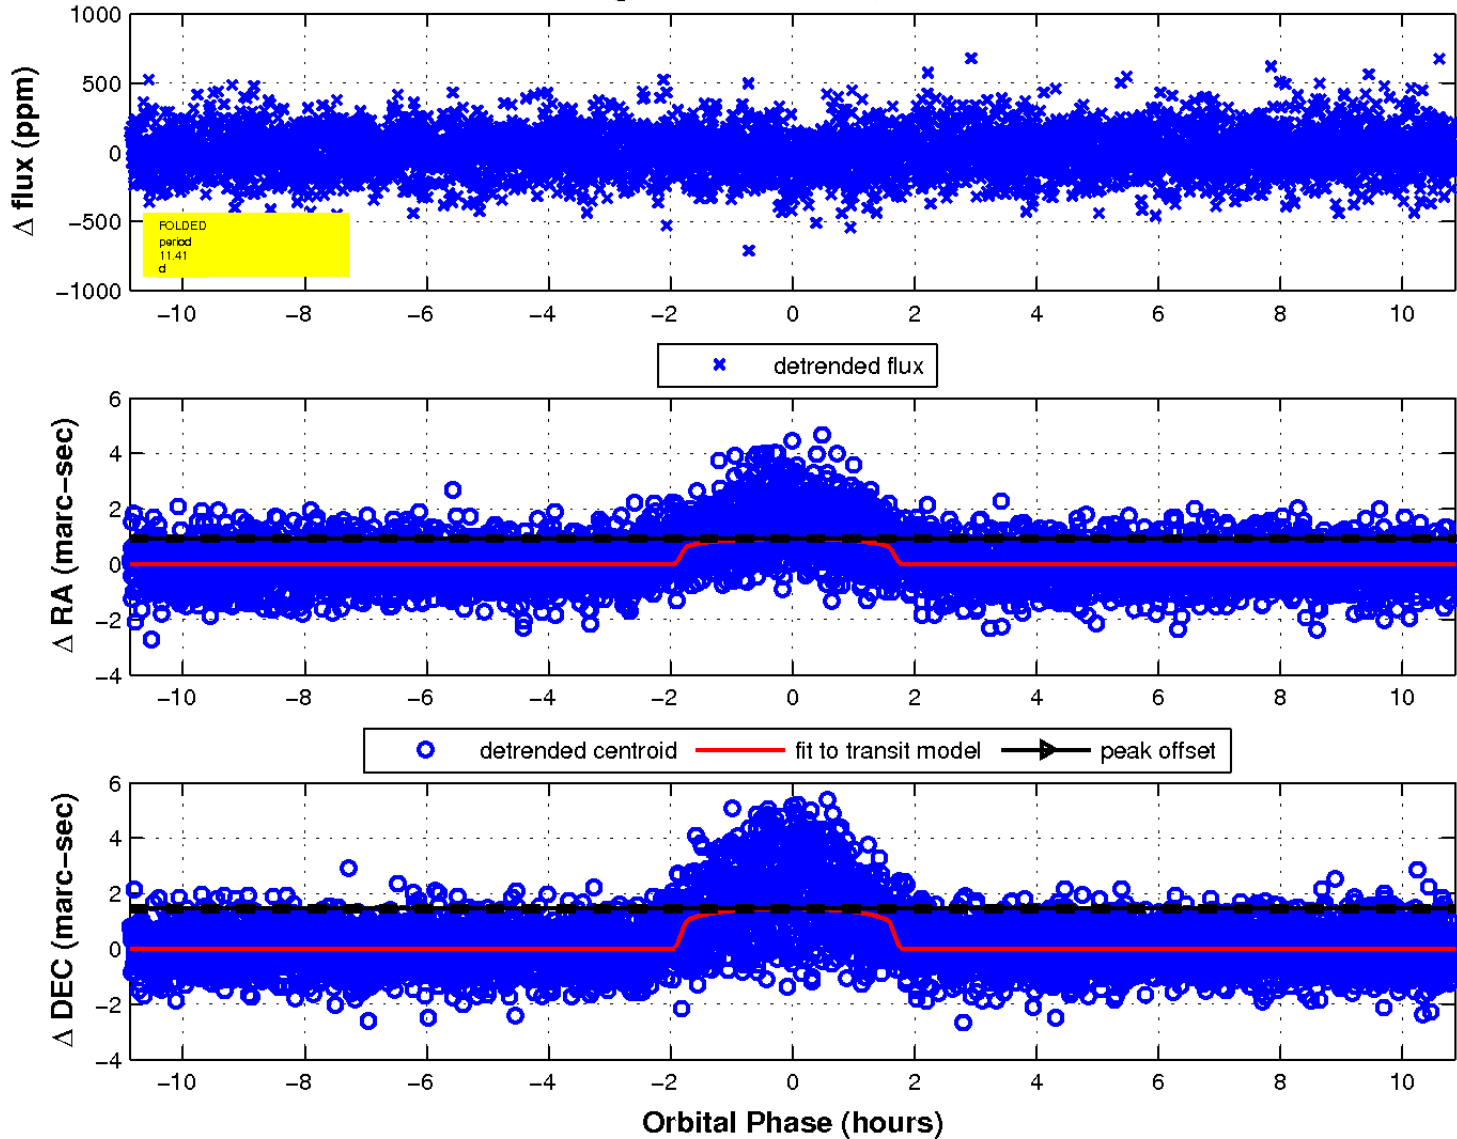 1000
500
0
−500
−1000
Δ flux (ppm)
FOLDED
period
11.41
d
−10 −8 −6 −4 −2 0 2 4 6 8 10
detrended flux
6
4
2
0
−2
−4
Δ RA (marc−sec)
−10 −8 −6 −4 −2 0 2 4 6 8 10
detrended centroid fit to transit model peak offset
6
4
2
0
−2
−4
Δ DEC (marc−sec)
−10 −8 −6 −4 −2 0 2 4 6 8 10
Orbital Phase (hours)